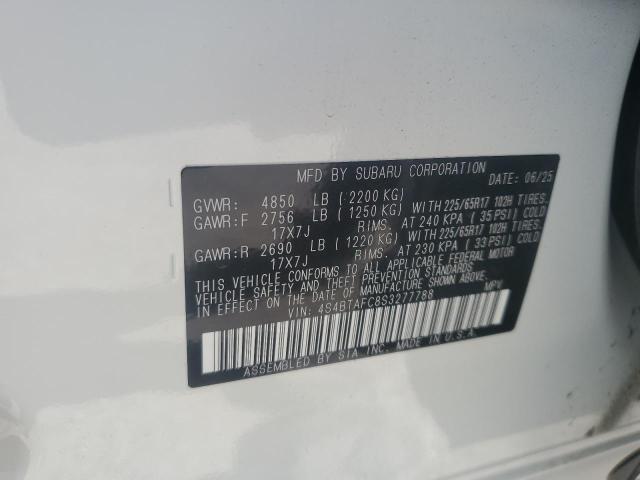 MFD BY SUBARU CORPORATION DATE: 06/25
GVWR: 4850 LB ( 2200 KG)
GAWR:F 2756 LB ( 1250 KG) WITH 225/65R17 102H TIRES.
17X7J RIMS. AT 240 KPA ( 35 PSI) COLD
GAWR:R 2690 LB ( 1220 KG) WITH 225/65R17 102H TIRES.
17X7J RIMS. AT 230 KPA ( 33 PSI) COLD
THIS VEHICLE CONFORMS TO ALL APPLICABLE FEDERAL MOTOR
VEHICLE SAFETY AND THEFT PREVENTION STANDARDS
IN EFFECT ON THE DATE OF MANUFACTURE SHOWN ABOVE.
VIN: 4S4BTAFC8S3277788 MPV
ASSEMBLED BY SIA INC. MADE IN U.S.A.